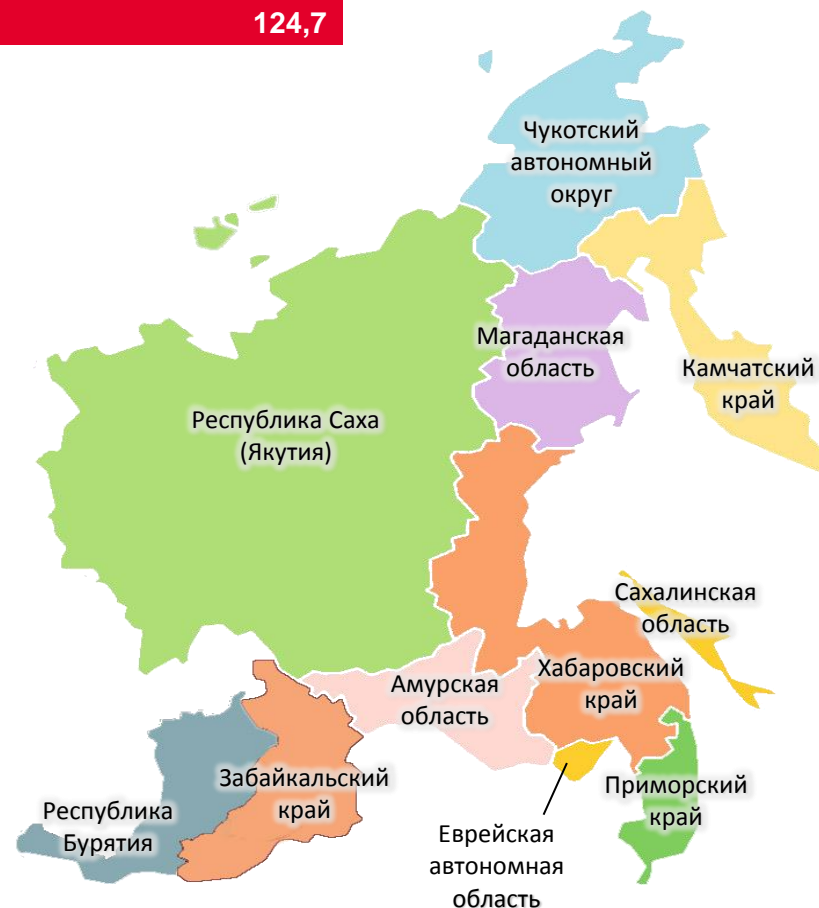 124,7
Чукотский
автономный
округ
Магаданская
область
Камчатский
край
Республика Саха
(Якутия)
Сахалинская
область
Хабаровский
край
Амурская
область
Забайкальский
край
Приморский
край
Республика
Бурятия
Еврейская
автономная
область